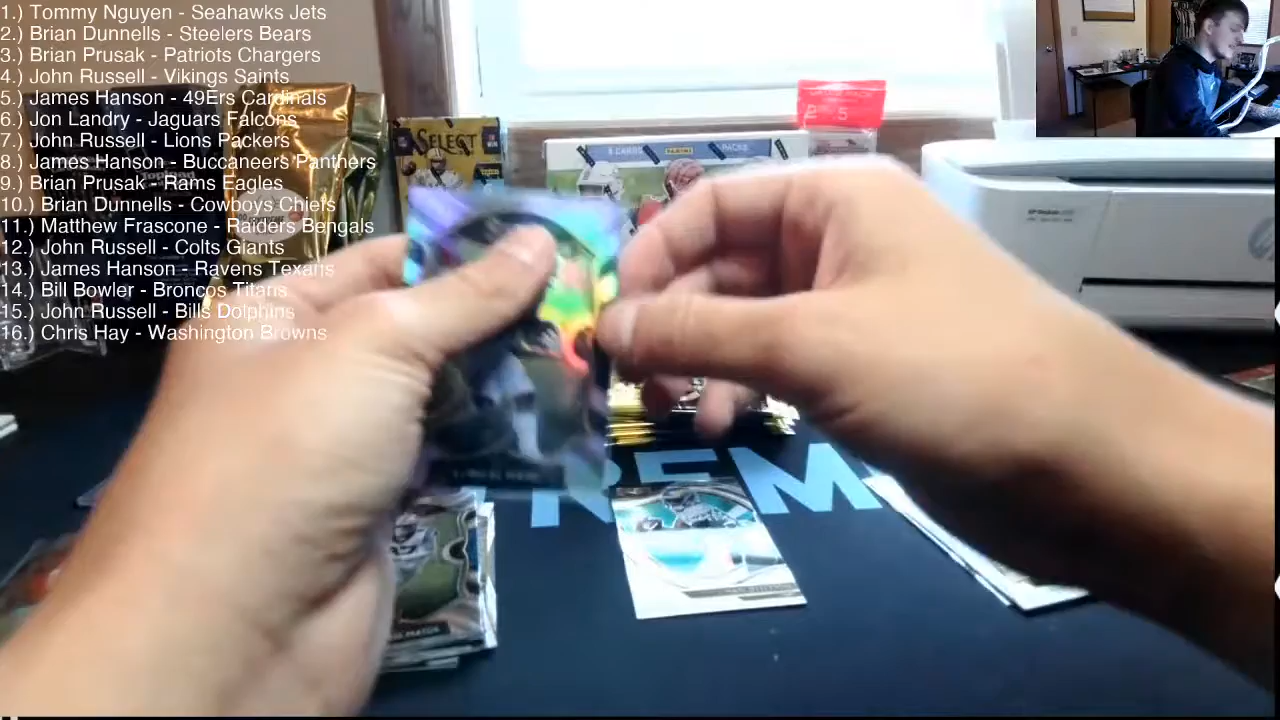 1.) Tommy Nguyen - Seahawks Jets
2.) Brian Dunnells - Steelers Bears
3.) Brian Prusak - Patriots Chargers
4.) John Russell - Vikings Saints
5.) James Hanson - 49Ers Cardinals
6.) Jon Landry - Jaguars Falcons
7.) John Russell - Lions Packers
8.) James Hanson - Buccaneers Panthers
9.) Brian Prusak - Rams Eagles
10.) Brian Dunnells - Cowboys Chiefs
11.) Matthew Frascone - Raiders Bengals
12.) John Russell - Colts Giants
13.) James Hanson - Ravens Texans
14.) Bill Bowler - Broncos Titans
15.) John Russell - Bills Dolphins
16.) Chris Hay - Washington Browns
SELECT
PANINI
PACKS
hp